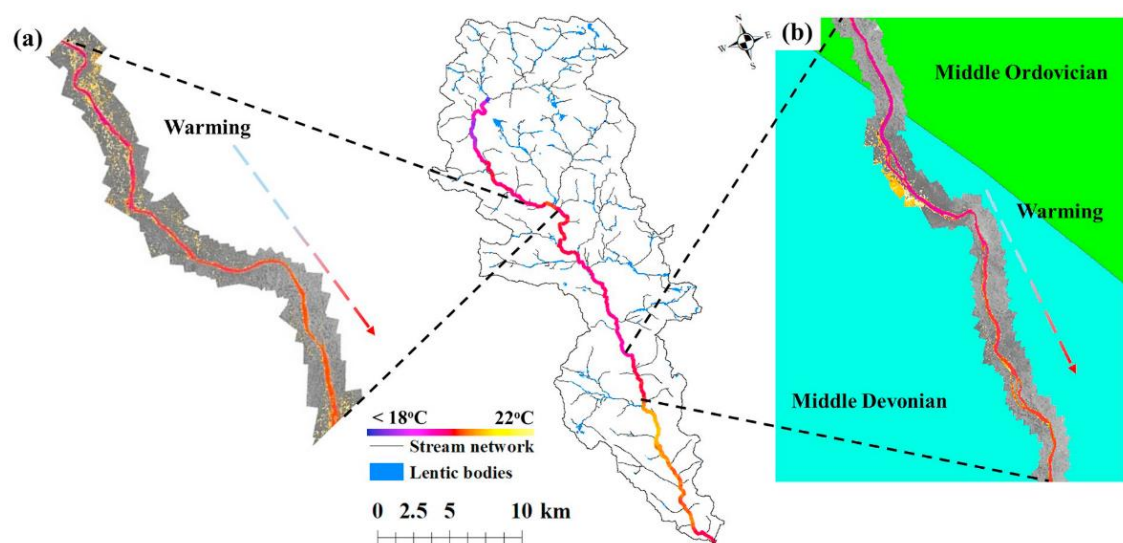 (a)
Warming
N
W
E
S
(b)
Middle Ordovician
Warming
Middle Devonian
< 18°C
22°C
Stream network
Lentic bodies
0 2.5 5 10 km